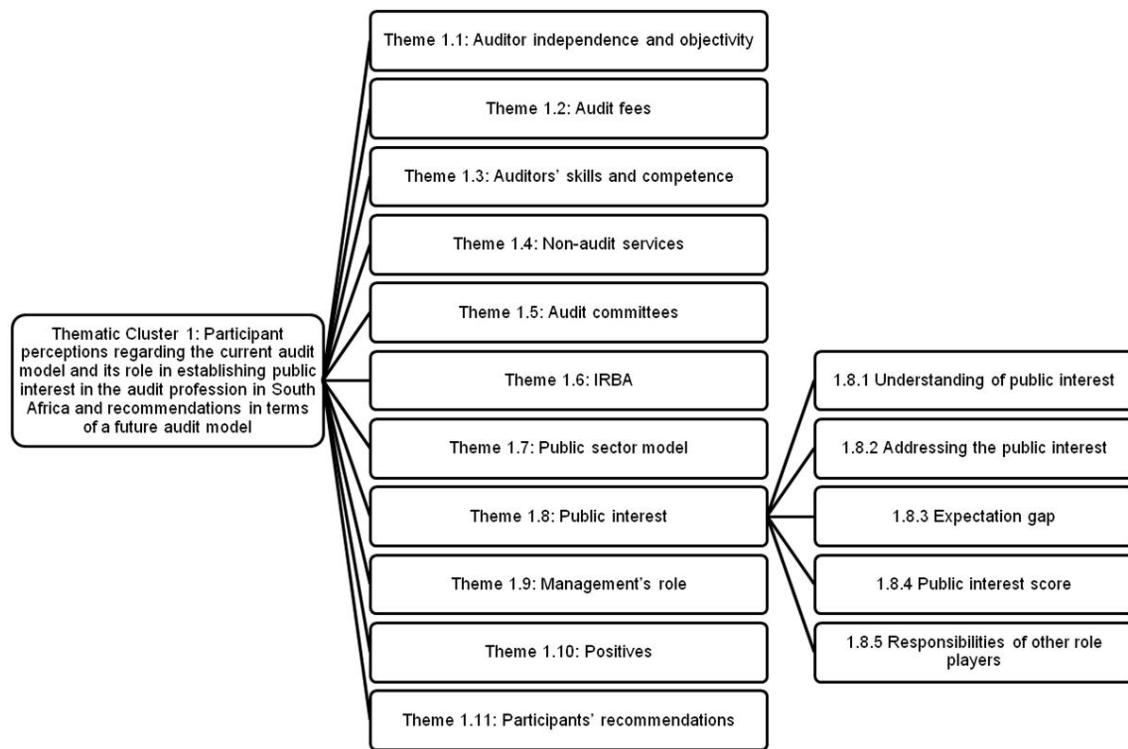 Thematic Cluster 1: Participant
perceptions regarding the current audit
model and its role in establishing public
interest in the audit profession in South
Africa and recommendations in terms
of a future audit model
Theme 1.1: Auditor independence and objectivity
Theme 1.2: Audit fees
Theme 1.3: Auditors’ skills and competence
Theme 1.4: Non-audit services
Theme 1.5: Audit committees
Theme 1.6: IRBA
Theme 1.7: Public sector model
Theme 1.8: Public interest
Theme 1.9: Management’s role
Theme 1.10: Positives
Theme 1.11: Participants’ recommendations
1.8.1 Understanding of public interest
1.8.2 Addressing the public interest
1.8.3 Expectation gap
1.8.4 Public interest score
1.8.5 Responsibilities of other role
players